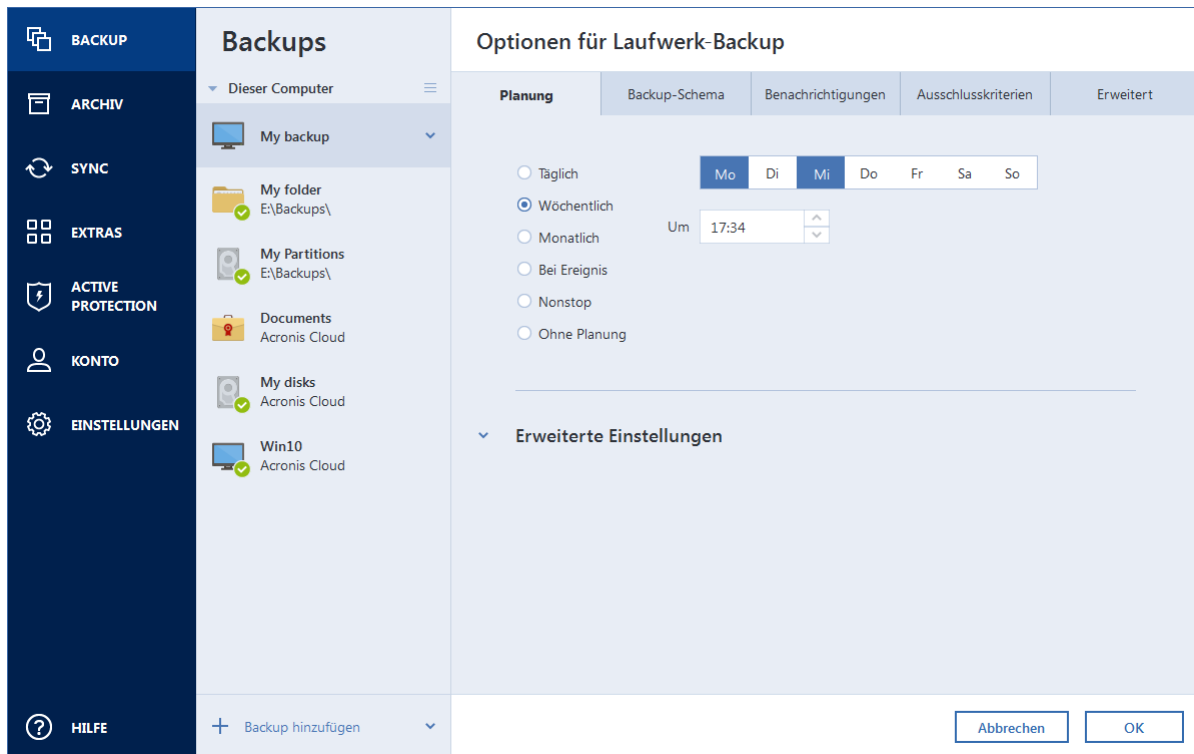 BACKUP
ARCHIV
SYNC
EXTRAS
ACTIVE
PROTECTION
KONTO
EINSTELLUNGEN
HILFE
Backups
Dieser Computer
My backup
My folder
E:\Backups\
My Partitions
E:\Backups\
Documents
Acronis Cloud
My disks
Acronis Cloud
Win10
Acronis Cloud
Backup hinzufügen
Optionen für Laufwerk-Backup
Planung Backup-Schema Benachrichtigungen Ausschlusskriterien Erweitert
Täglich
Wöchentlich
Monatlich
Bei Ereignis
Nonstop
Ohne Planung
Mo Di Mi Do Fr Sa So
Um 17:34
Erweiterte Einstellungen
Abbrechen OK